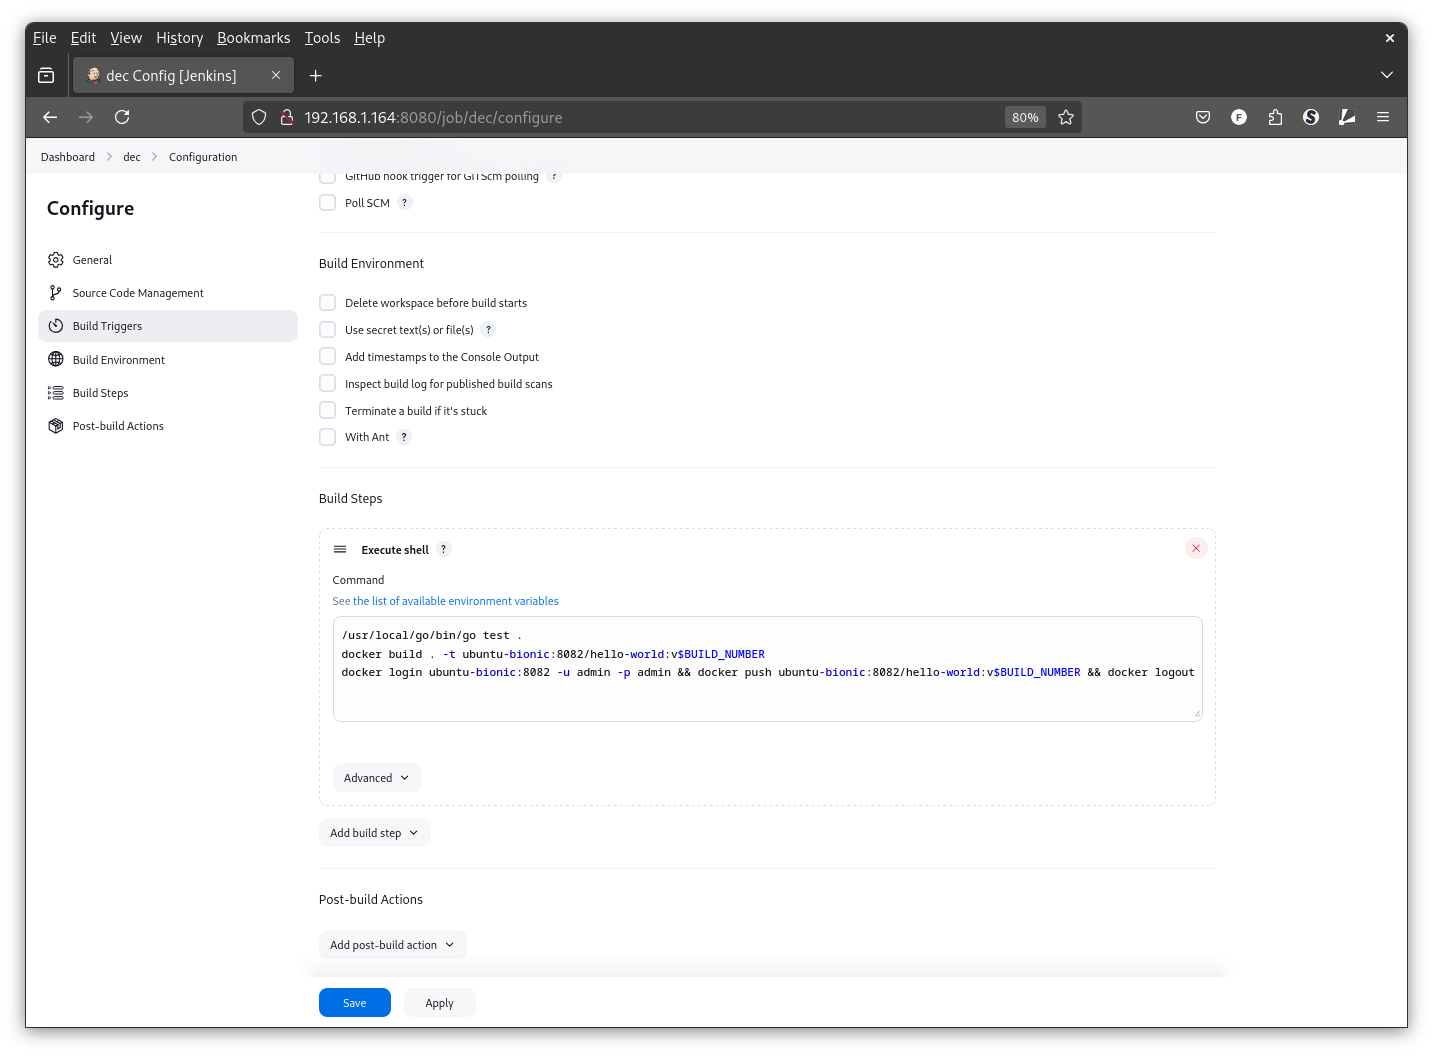 File Edit View History Bookmarks Tools Help
dec Config [Jenkins]
192.168.1.164:8080/job/dec/configure 80%
Dashboard dec Configuration
GitHub hook trigger for GITScm polling ?
Poll SCM ?
Configure
General
Source Code Management
Build Triggers
Build Environment
Build Steps
Post-build Actions
Build Environment
Delete workspace before build starts
Use secret text(s) or file(s) ?
Add timestamps to the Console Output
Inspect build log for published build scans
Terminate a build if it's stuck
With Ant ?
Build Steps
Execute shell ?
Command
See the list of available environment variables
/usr/local/go/bin/go test .
docker build . -t ubuntu-bionic:8082/hello-world:v$BUILD_NUMBER
docker login ubuntu-bionic:8082 -u admin -p admin && docker push ubuntu-bionic:8082/hello-world:v$BUILD_NUMBER && docker logout
Advanced
Add build step
Post-build Actions
Add post-build action
Save Apply